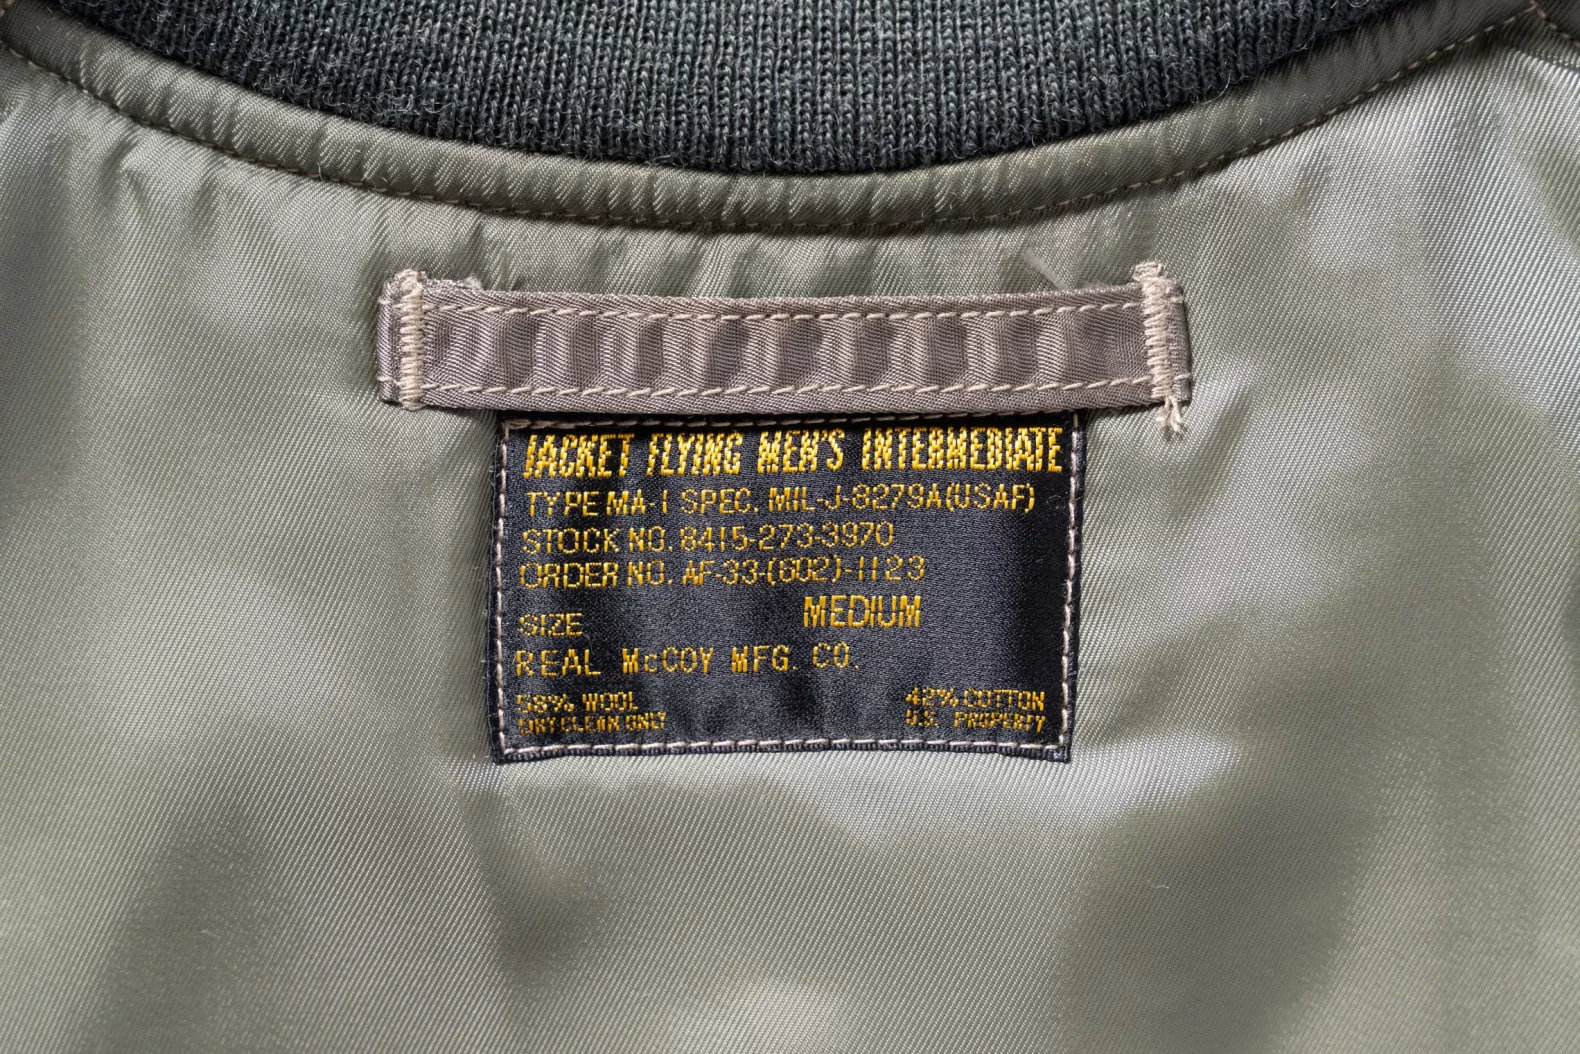 JACKET FLYING MEN'S INTERMEDIATE
TYPE MA-1 SPEC. MIL-J-8279A(USAF)
STOCK NO. 8415-273-3970
ORDER NO. AF-33-(602)-1123
SIZE MEDIUM
REAL McCOY MFG. CO.
58% WOOL 42% COTTON
DRY CLEAN ONLY U.S. PROPERTY